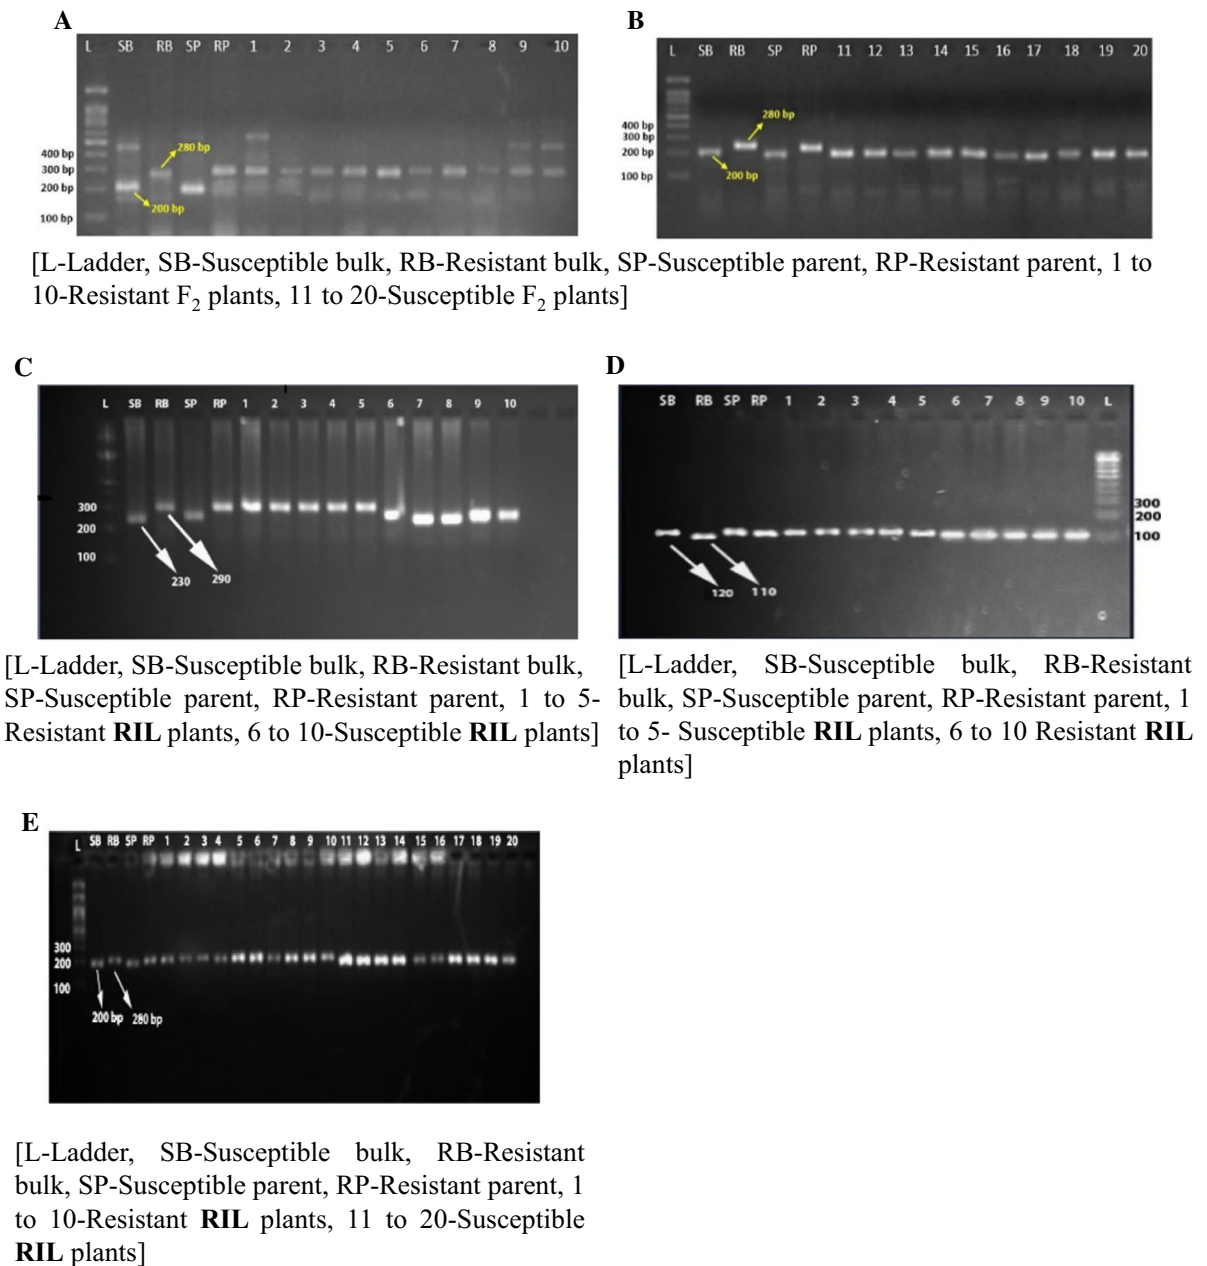 A
L SB RB SP RP 1 2 3 4 5 6 7 8 9 10
280 bp
400 bp
300 bp
200 bp
200 bp
100 bp
B
L SB RB SP RP 11 12 13 14 15 16 17 18 19 20
280 bp
400 bp
300 bp
200 bp
200 bp
100 bp
[L-Ladder, SB-Susceptible bulk, RB-Resistant bulk, SP-Susceptible parent, RP-Resistant parent, 1 to
10-Resistant F₂ plants, 11 to 20-Susceptible F₂ plants]
C
L SB RB SP RP 1 2 3 4 5 6 7 8 9 10
300
200
100
230 290
[L-Ladder, SB-Susceptible bulk, RB-Resistant bulk,
SP-Susceptible parent, RP-Resistant parent, 1 to 5-
Resistant RIL plants, 6 to 10-Susceptible RIL plants]
D
SB RB SP RP 1 2 3 4 5 6 7 8 9 10 L
300
200
100
120 110
[L-Ladder, SB-Susceptible bulk, RB-Resistant
bulk, SP-Susceptible parent, RP-Resistant parent, 1
to 5- Susceptible RIL plants, 6 to 10 Resistant RIL
plants]
E
L SB RB SP RP 1 2 3 4 5 6 7 8 9 10 11 12 13 14 15 16 17 18 19 20
300
200
100
200 bp 280 bp
[L-Ladder, SB-Susceptible bulk, RB-Resistant
bulk, SP-Susceptible parent, RP-Resistant parent, 1
to 10-Resistant RIL plants, 11 to 20-Susceptible
RIL plants]